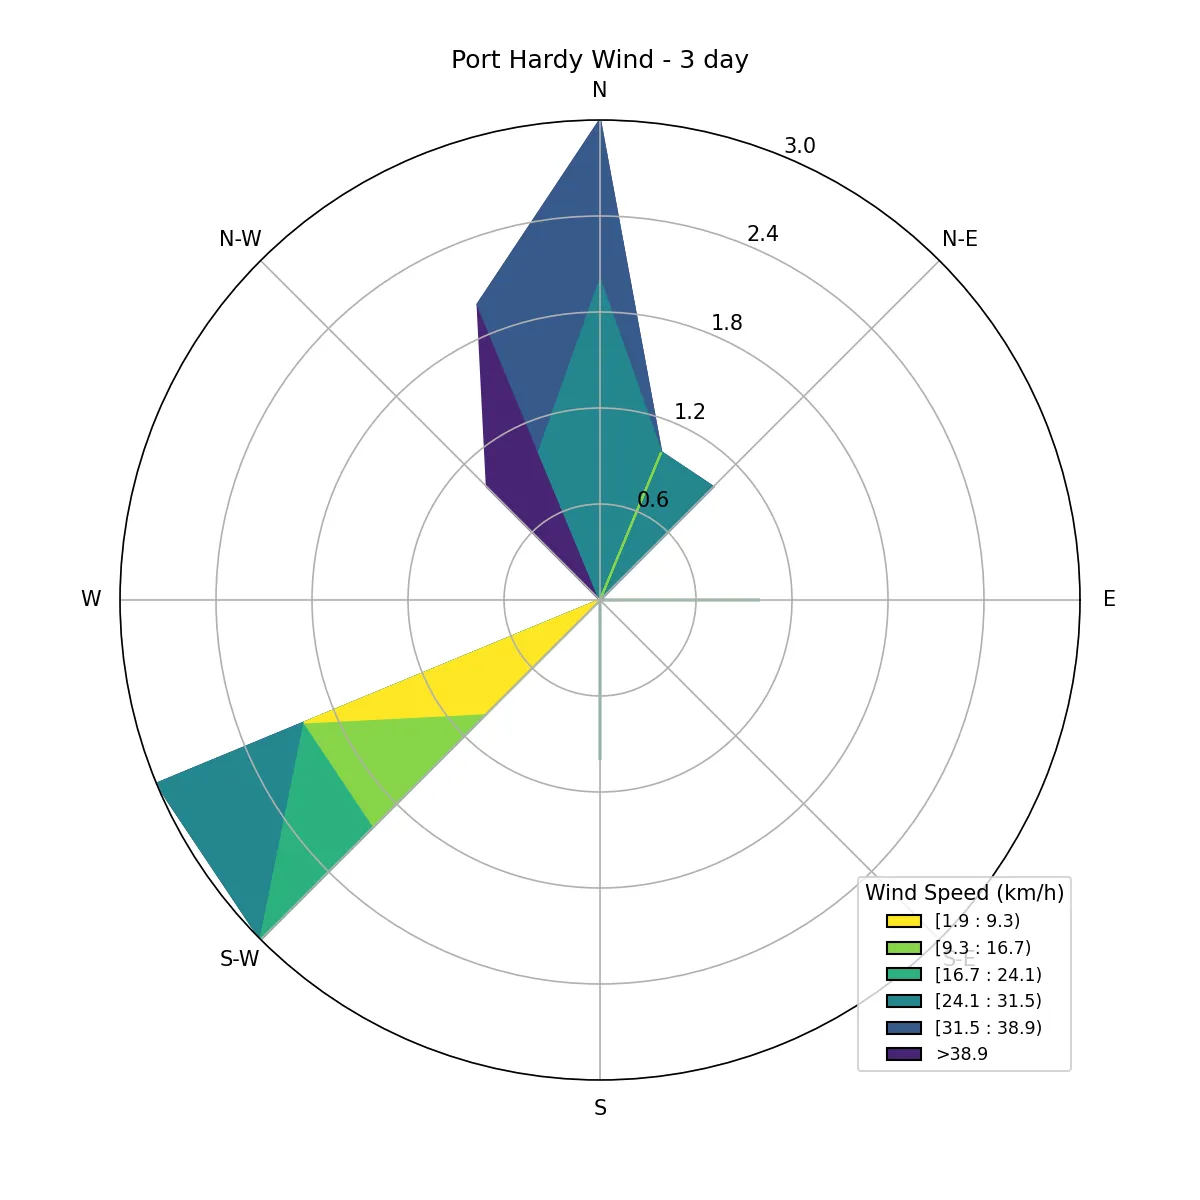 Port Hardy Wind - 3 day
N
3.0
N-W
2.4
N-E
1.8
1.2
0.6
W
E
S-W
S-E
S
Wind Speed (km/h)
[1.9 : 9.3)
[9.3 : 16.7)
[16.7 : 24.1)
[24.1 : 31.5)
[31.5 : 38.9)
>38.9